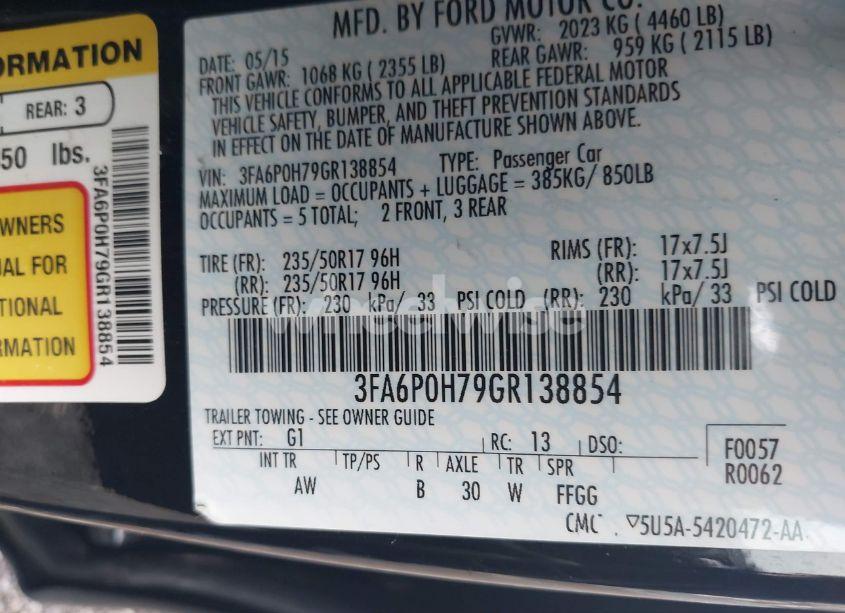 ORMATION
REAR: 3
50 lbs.
3FA6P0H79GR138854
WNERS
UAL FOR
TIONAL
RMATION
MFD. BY FORD MOTOR CO.
DATE: 05/15 GVWR: 2023 KG ( 4460 LB)
FRONT GAWR: 1068 KG ( 2355 LB) REAR GAWR: 959 KG ( 2115 LB)
THIS VEHICLE CONFORMS TO ALL APPLICABLE FEDERAL MOTOR
VEHICLE SAFETY, BUMPER, AND THEFT PREVENTION STANDARDS
IN EFFECT ON THE DATE OF MANUFACTURE SHOWN ABOVE.
VIN: 3FA6P0H79GR138854 TYPE: Passenger Car
MAXIMUM LOAD = OCCUPANTS + LUGGAGE = 385KG/ 850LB
OCCUPANTS = 5 TOTAL; 2 FRONT, 3 REAR
TIRE (FR): 235/50R17 96H RIMS (FR): 17x7.5J
(RR): 235/50R17 96H (RR): 17x7.5J
PRESSURE (FR): 230 kPa/ 33 PSI COLD (RR): 230 kPa/ 33 PSI COLD
wheelwise
3FA6P0H79GR138854
TRAILER TOWING - SEE OWNER GUIDE
EXT PNT: G1 RC: 13 DSO: F0057
INT TR TP/PS R AXLE TR SPR R0062
AW B 30 W FFGG
CMC ▽5U5A-5420472-AA